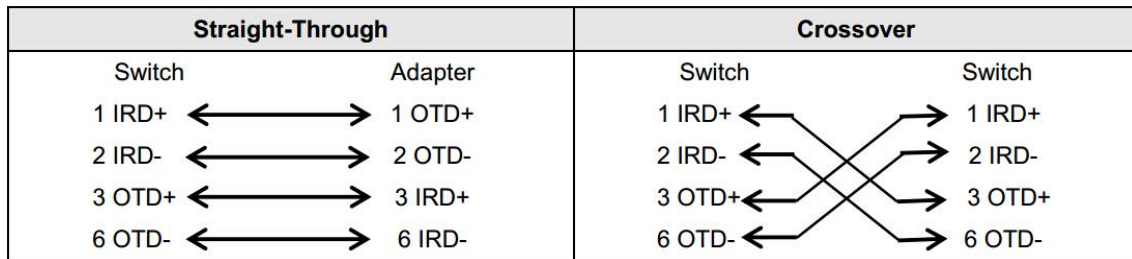 Straight-Through Crossover
Switch Adapter Switch Switch
1 IRD+ 1 OTD+ 1 IRD+ 1 IRD+
2 IRD- 2 OTD- 2 IRD- 2 IRD-
3 OTD+ 3 IRD+ 3 OTD+ 3 OTD+
6 OTD- 6 IRD- 6 OTD- 6 OTD-